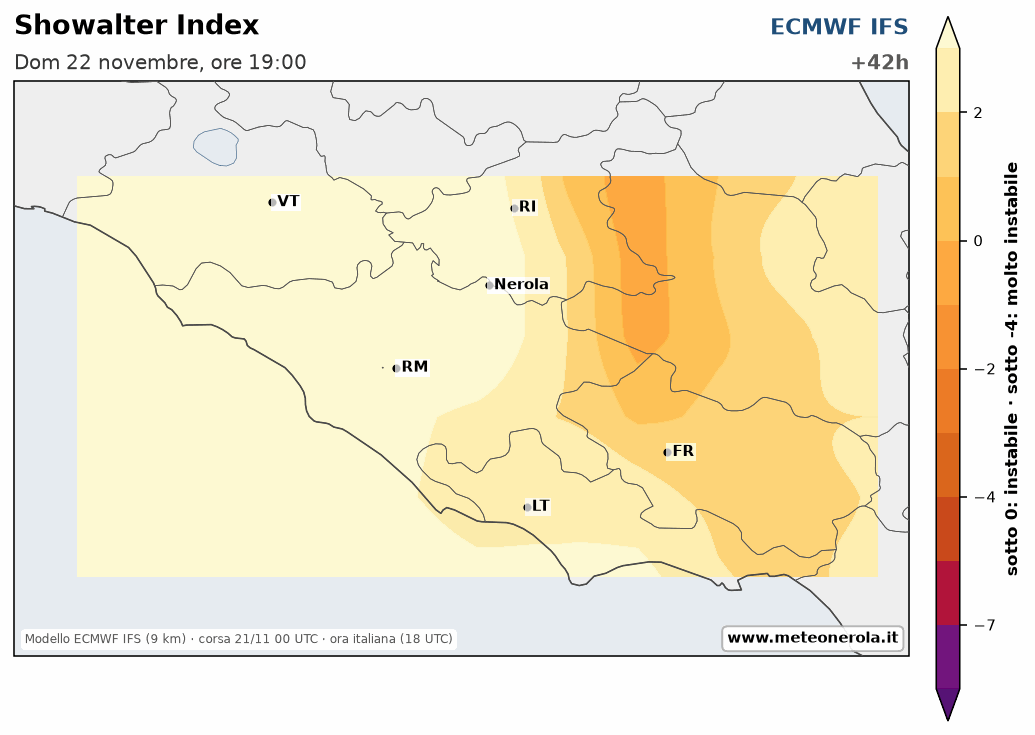 Showalter Index
ECMWF IFS
Dom 22 novembre, ore 19:00
+42h
VT
RI
Nerola
RM
FR
LT
Modello ECMWF IFS (9 km) · corsa 21/11 00 UTC · ora italiana (18 UTC)
www.meteonerola.it
2
0
−2
−4
−7
sotto 0: instabile · sotto -4: molto instabile